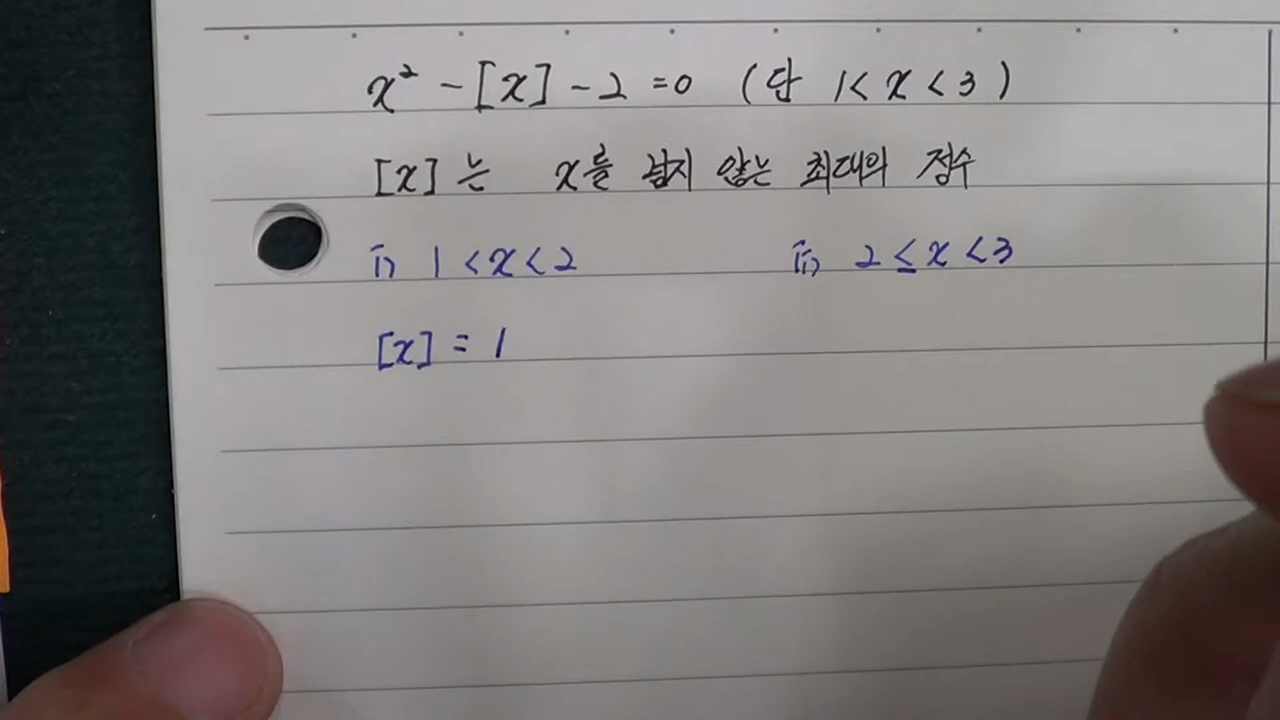 x² - [x] - 2 = 0 (단 1 < x < 3)
[x] 는 x를 넘지 않는 최대의 정수
i) 1 < x < 2 ii) 2 ≤ x < 3
[x] = 1